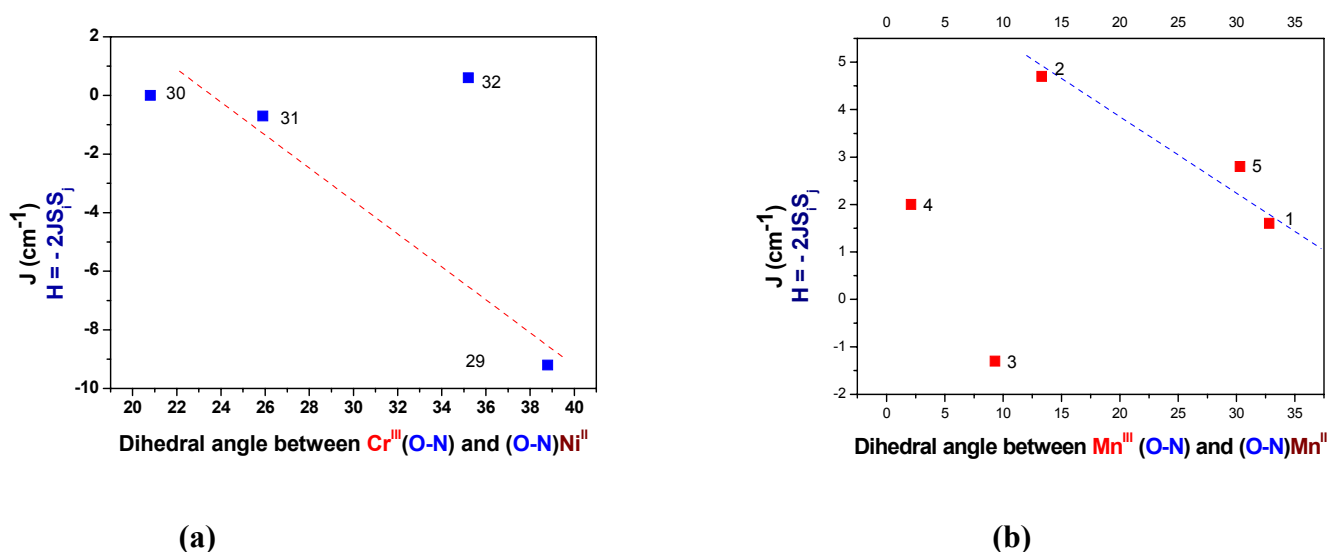 2
0
-2
-4
-6
-8
-10
J (cm⁻¹)
H = - 2JSᵢSⱼ
30
31
32
29
20 22 24 26 28 30 32 34 36 38 40
Dihedral angle between Crᴵᴵᴵ(O-N) and (O-N)Niᴵᴵ
(a)
0 5 10 15 20 25 30 35
5
4
3
2
1
0
-1
-2
J (cm⁻¹)
H = - 2JSᵢSⱼ
2
5
4
1
3
0 5 10 15 20 25 30 35
Dihedral angle between Mnᴵᴵᴵ (O-N) and (O-N)Mnᴵᴵ
(b)